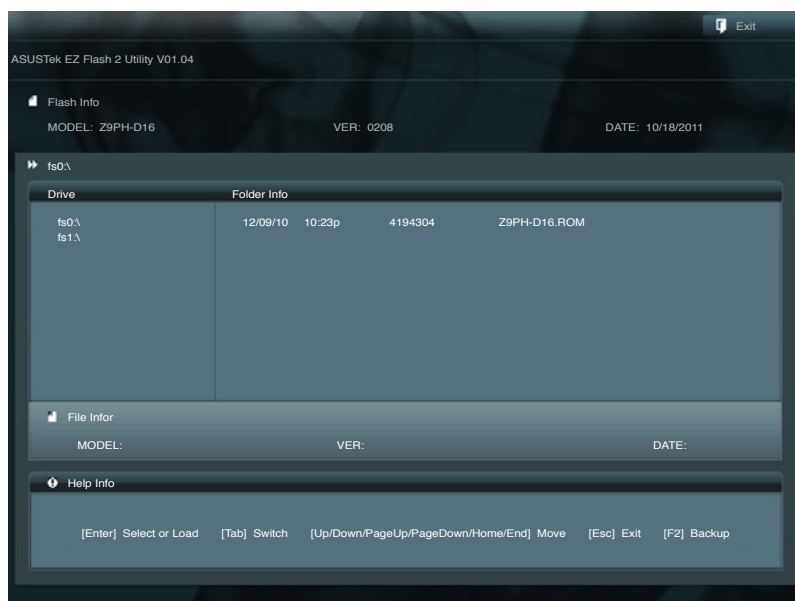 Exit
ASUSTek EZ Flash 2 Utility V01.04
Flash Info
MODEL: Z9PH-D16 VER: 0208 DATE: 10/18/2011
fs0:\
Drive Folder Info
fs0:\ 12/09/10 10:23p 4194304 Z9PH-D16.ROM
fs1:\
File Infor
MODEL: VER: DATE:
Help Info
[Enter] Select or Load [Tab] Switch [Up/Down/PageUp/PageDown/Home/End] Move [Esc] Exit [F2] Backup